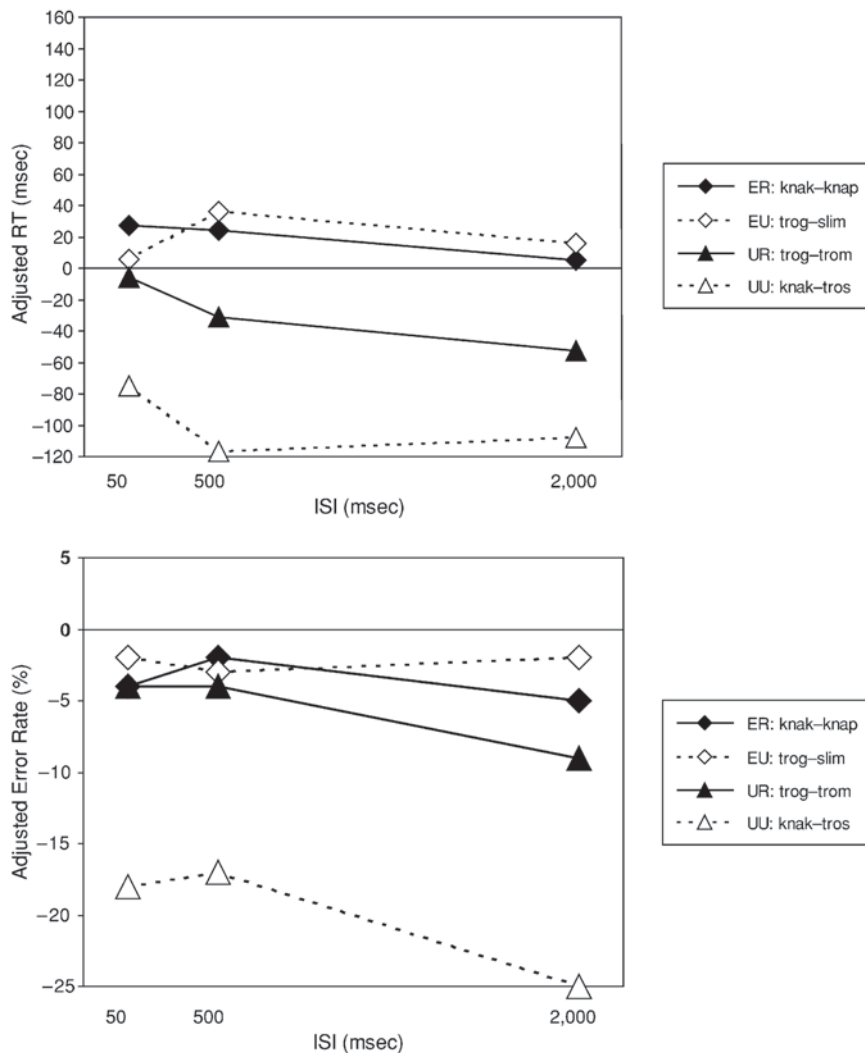 160
140
120
100
80
60
40
20
0
−20
−40
−60
−80
−100
−120
Adjusted RT (msec)
50 500 2,000
ISI (msec)
ER: knak–knap
EU: trog–slim
UR: trog–trom
UU: knak–tros
5
0
−5
−10
−15
−20
−25
Adjusted Error Rate (%)
50 500 2,000
ISI (msec)
ER: knak–knap
EU: trog–slim
UR: trog–trom
UU: knak–tros